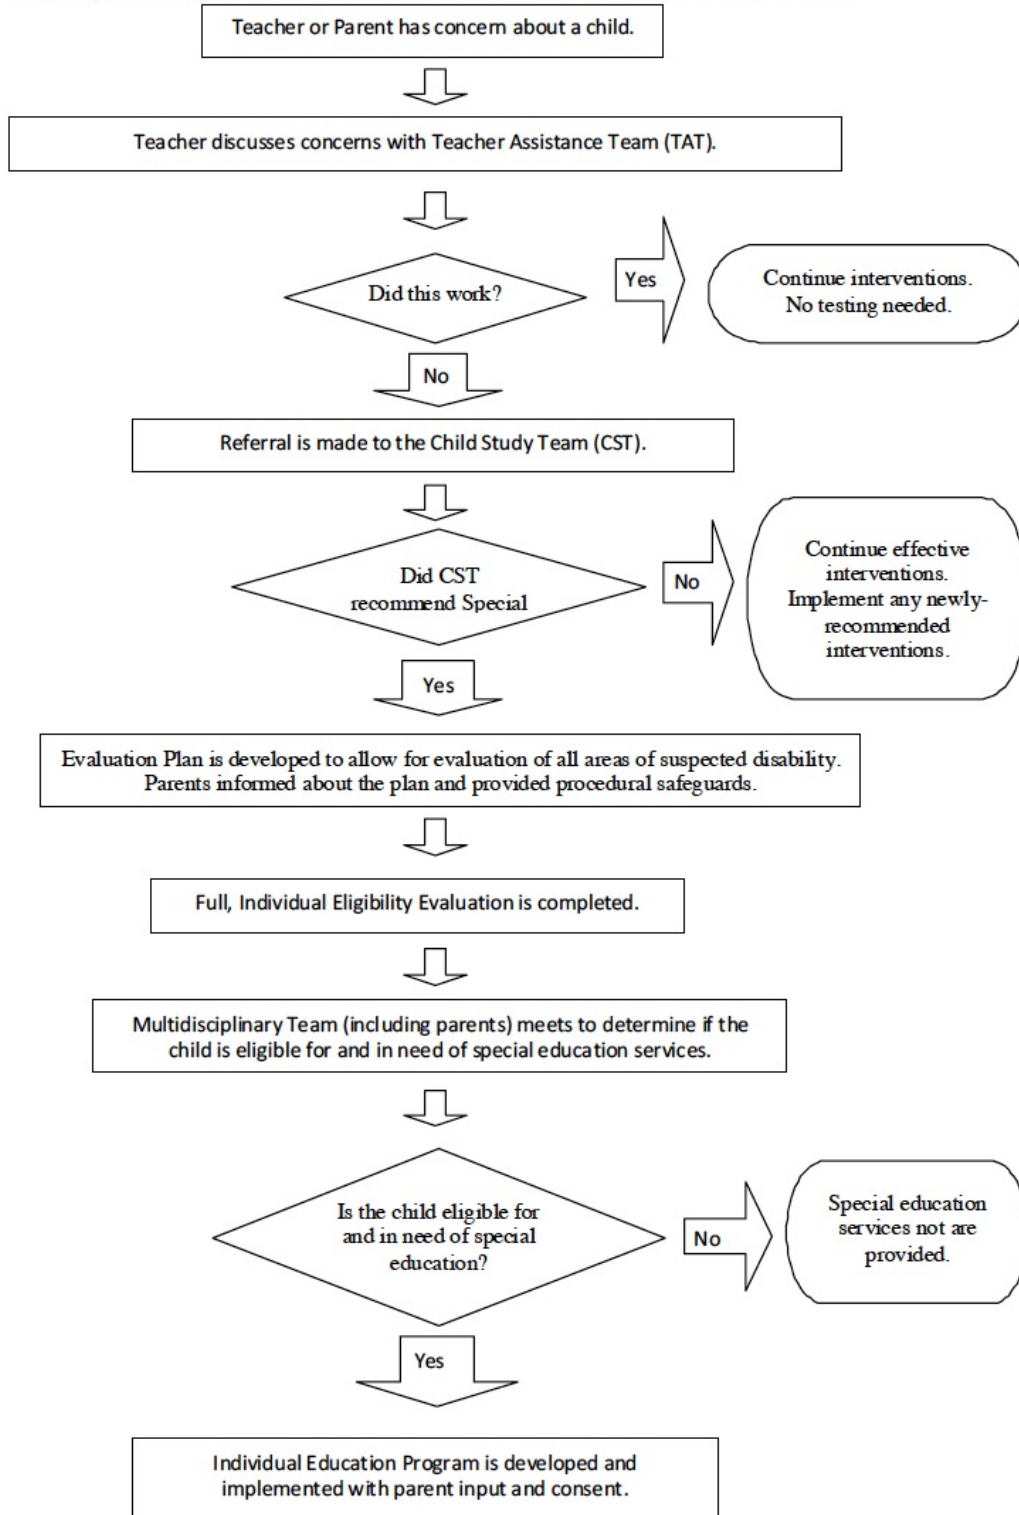 Teacher or Parent has concern about a child.
Teacher discusses concerns with Teacher Assistance Team (TAT).
Did this work?
Yes
Continue interventions.
No testing needed.
No
Referral is made to the Child Study Team (CST).
Did CST
recommend Special
No
Continue effective
interventions.
Implement any newly-
recommended
interventions.
Yes
Evaluation Plan is developed to allow for evaluation of all areas of suspected disability.
Parents informed about the plan and provided procedural safeguards.
Full, Individual Eligibility Evaluation is completed.
Multidisciplinary Team (including parents) meets to determine if the
child is eligible for and in need of special education services.
Is the child eligible for
and in need of special
education?
No
Special education
services not are
provided.
Yes
Individual Education Program is developed and
implemented with parent input and consent.